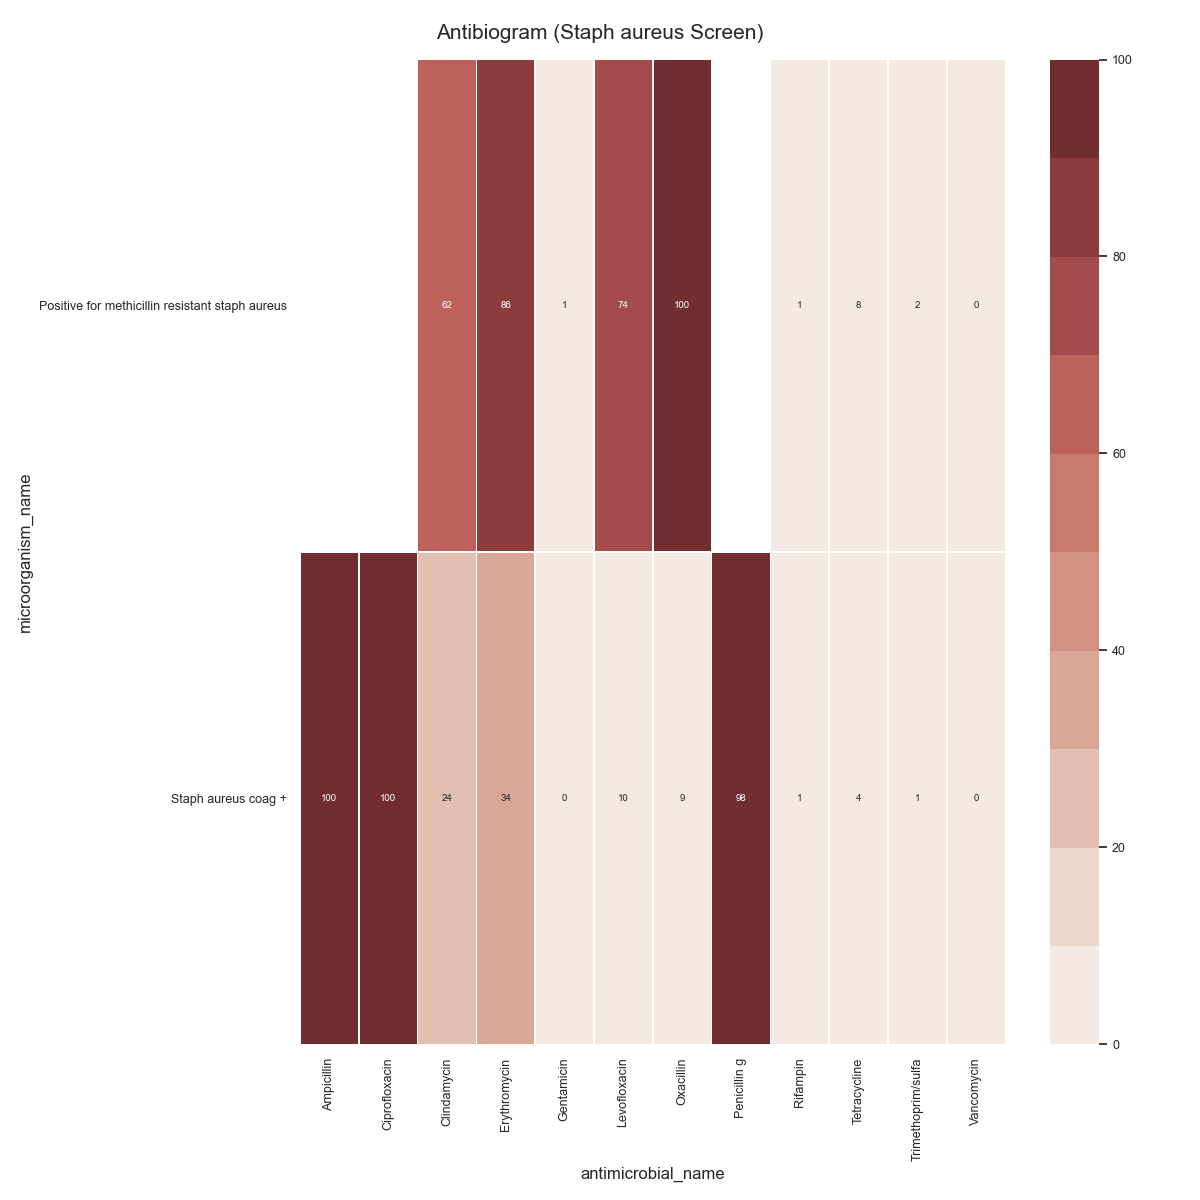 Antibiogram (Staph aureus Screen)
microorganism_name
Positive for methicillin resistant staph aureus
62 86 1 74 100 1 8 2 0
Staph aureus coag +
100 100 24 34 0 10 9 98 1 4 1 0
Ampicillin
Ciprofloxacin
Clindamycin
Erythromycin
Gentamicin
Levofloxacin
Oxacillin
Penicillin g
Rifampin
Tetracycline
Trimethoprim/sulfa
Vancomycin
antimicrobial_name
100
80
60
40
20
0